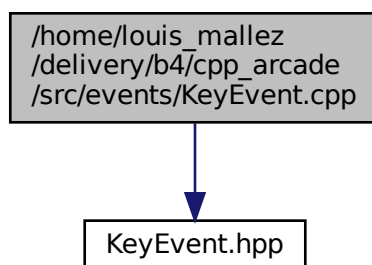 /home/louis_mallez
/delivery/b4/cpp_arcade
/src/events/KeyEvent.cpp
KeyEvent.hpp